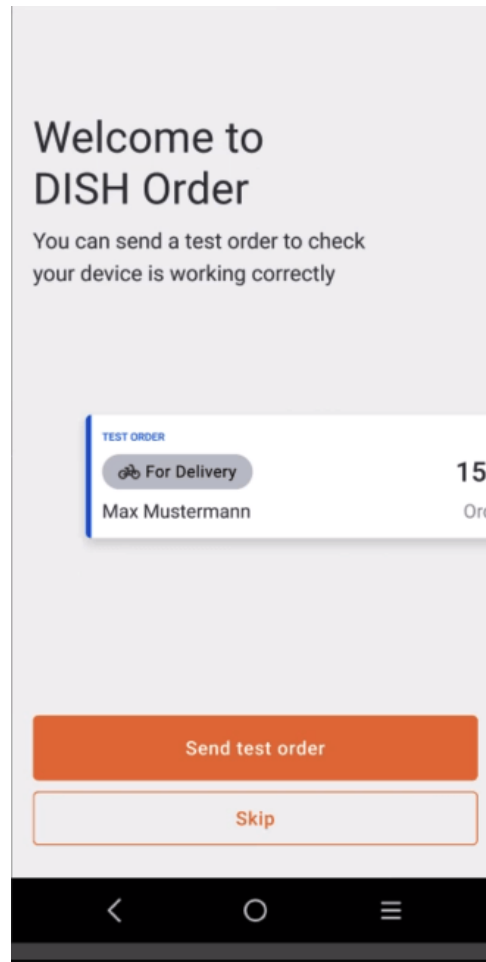 Welcome to
DISH Order
You can send a test order to check
your device is working correctly
TEST ORDER
For Delivery
15
Max Mustermann
Send test order
Skip